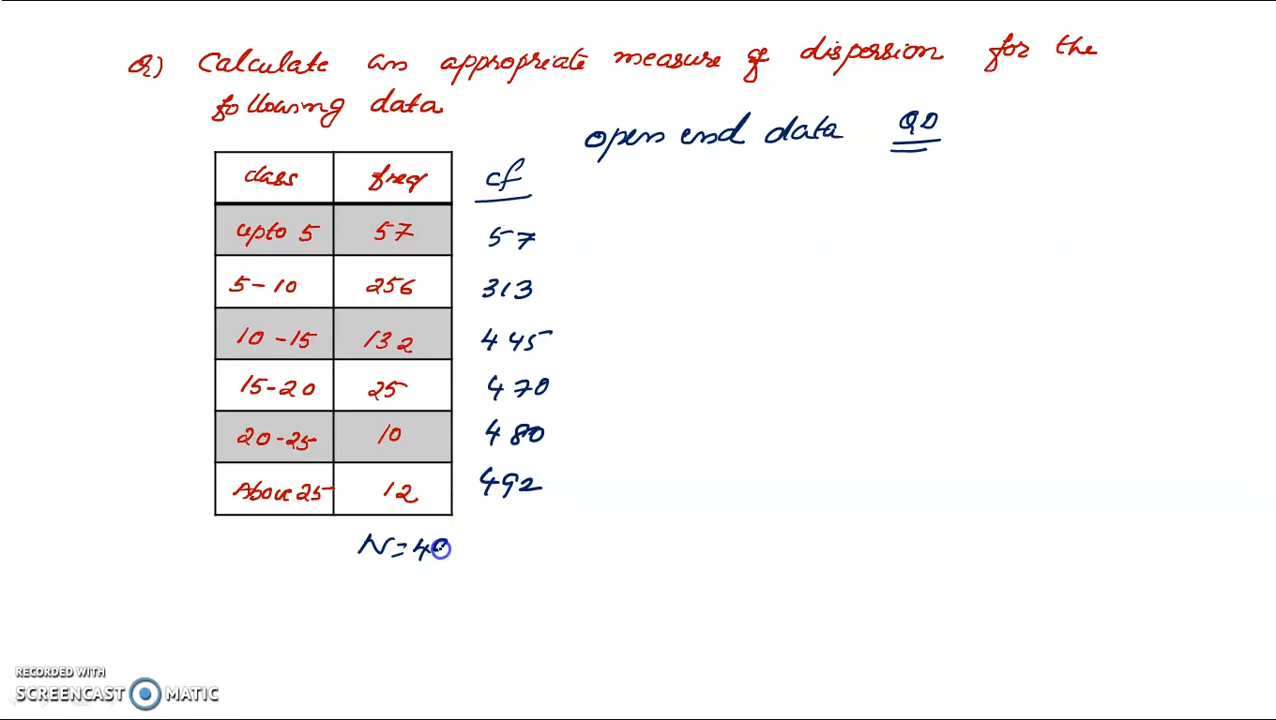 Q) Calculate an appropriate measure of dispersion for the
following data
open end data QD
class freq cf
upto 5 57 57
5-10 256 313
10-15 132 445
15-20 25 470
20-25 10 480
Above 25 12 492
N=49
RECORDED WITH
SCREENCAST MATIC